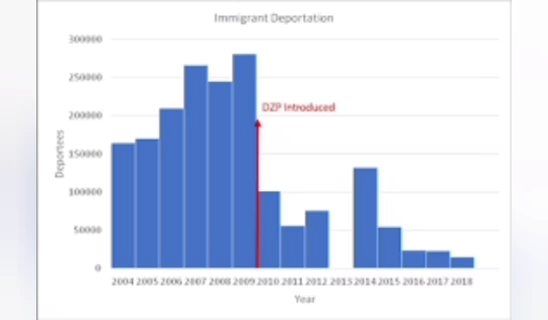 Immigrant Deportation
300000
250000
200000
150000
100000
50000
0
Deportees
DZP Introduced
2004 2005 2006 2007 2008 2009 2010 2011 2012 2013 2014 2015 2016 2017 2018
Year